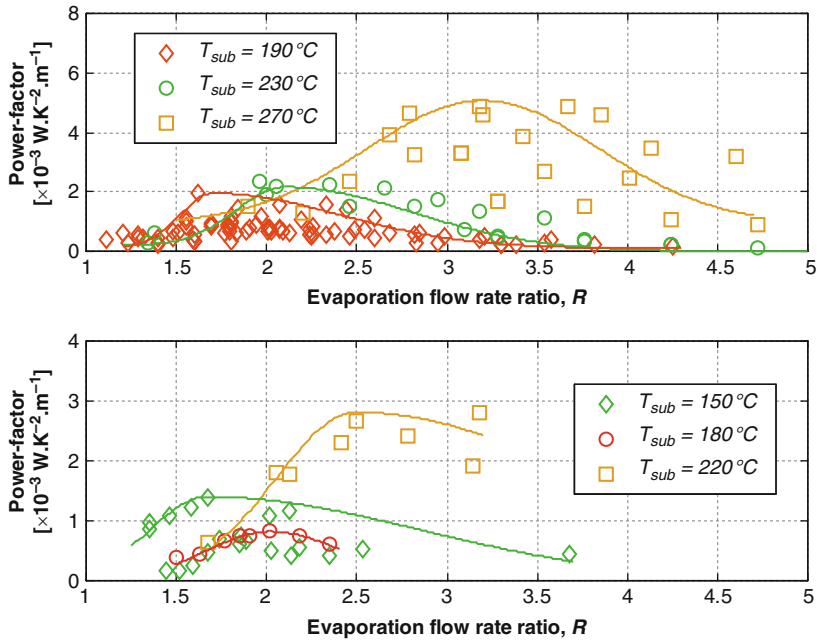 8
6
4
2
0
Power-factor
[×10⁻³ W.K⁻².m⁻¹]
T_sub = 190°C
T_sub = 230°C
T_sub = 270°C
1 1.5 2 2.5 3 3.5 4 4.5 5
Evaporation flow rate ratio, R
4
3
2
1
0
Power-factor
[×10⁻³ W.K⁻².m⁻¹]
T_sub = 150°C
T_sub = 180°C
T_sub = 220°C
1 1.5 2 2.5 3 3.5 4 4.5 5
Evaporation flow rate ratio, R